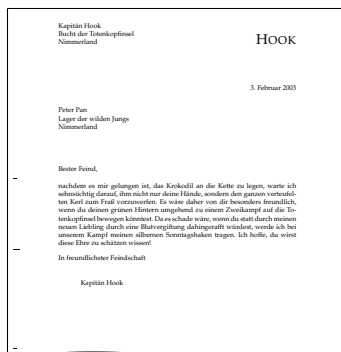 Kapitän Hook
Bucht der Totenkopfinsel
Nimmerland
HOOK
3. Februar 2003
Peter Pan
Lager der wilden Jungs
Nimmerland
Bester Feind,
nachdem es mir gelungen ist, das Krokodil an die Kette zu legen, warte ich
sehnsüchtig darauf, ihm nicht nur deine Hände, sondern den ganzen verteufel-
ten Kerl zum Fraß vorzuwerfen. Es wäre daher von dir besonders freundlich,
wenn du deinen grünen Hintern umgehend zu einem Zweikampf auf die To-
tenkopfinsel bewegen könntest. Da es schade wäre, wenn du statt durch meinen
neuen Liebling durch eine Blutvergiftung dahingerafft würdest, werde ich bei
unserem Kampf meinen silbernen Sonntagshaken tragen. Ich hoffe, du wirst
diese Ehre zu schätzen wissen!
In freundlichster Feindschaft
Kapitän Hook